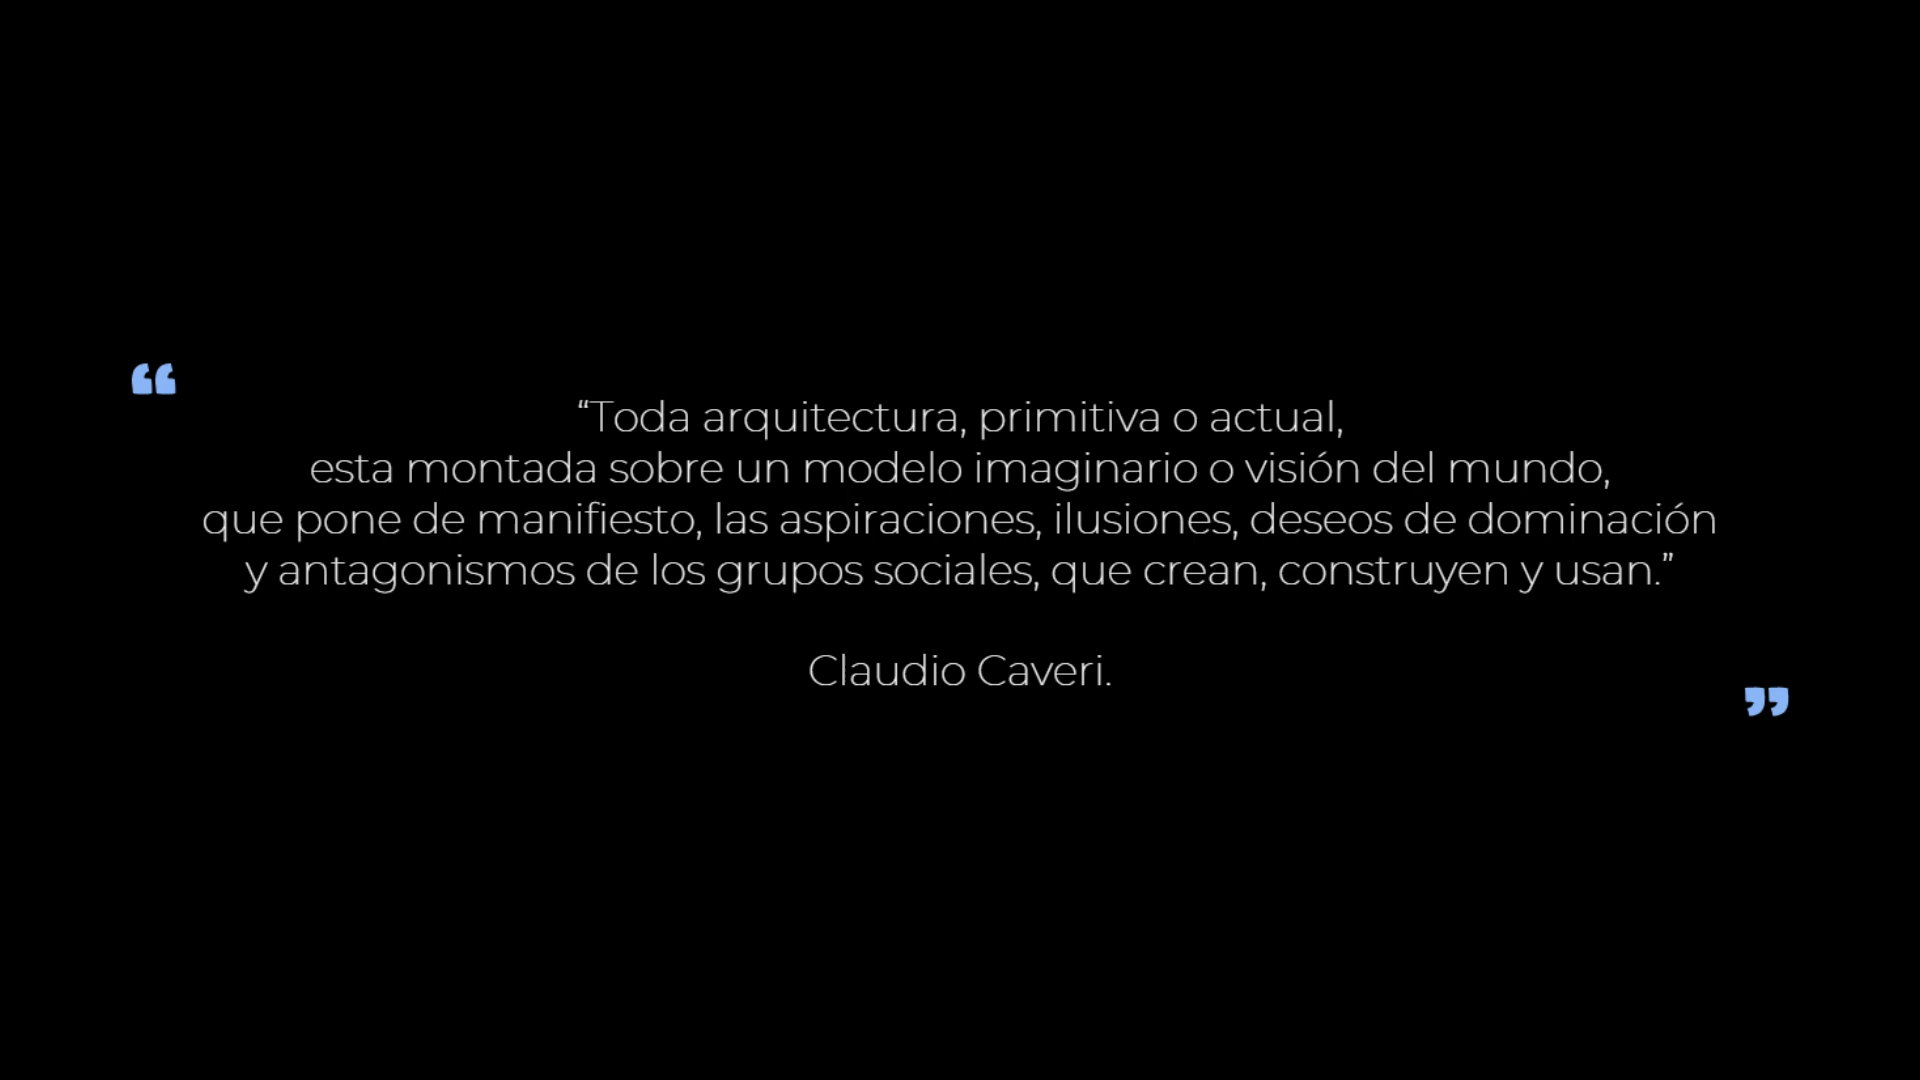 “
“Toda arquitectura, primitiva o actual,
esta montada sobre un modelo imaginario o visión del mundo,
que pone de manifiesto, las aspiraciones, ilusiones, deseos de dominación
y antagonismos de los grupos sociales, que crean, construyen y usan.”
Claudio Caveri.
”